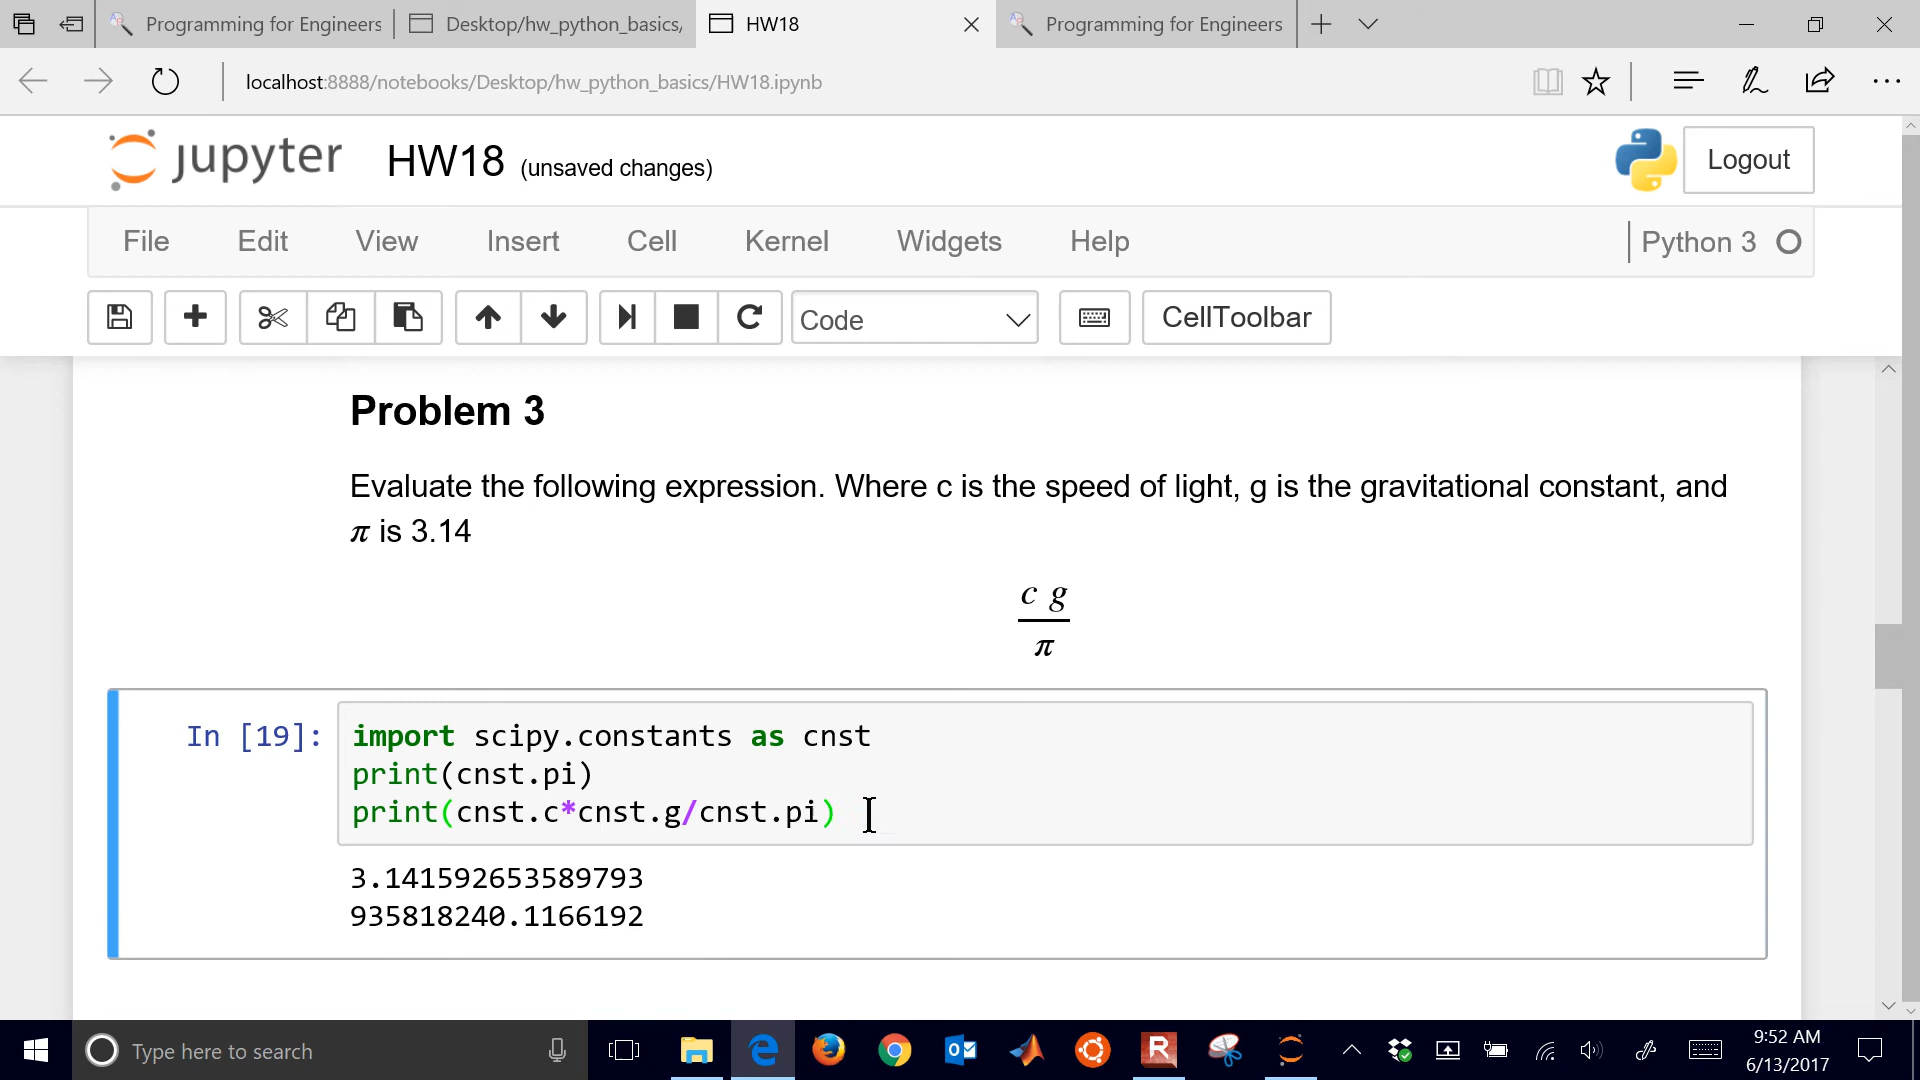 Programming for Engineers
Desktop/hw_python_basics/
HW18
Programming for Engineers
localhost:8888/notebooks/Desktop/hw_python_basics/HW18.ipynb
jupyter HW18 (unsaved changes)
Logout
File Edit View Insert Cell Kernel Widgets Help
Python 3
Code
CellToolbar
Problem 3
Evaluate the following expression. Where c is the speed of light, g is the gravitational constant, and
π is 3.14
c g
π
In [19]:
import scipy.constants as cnst
print(cnst.pi)
print(cnst.c*cnst.g/cnst.pi)
3.141592653589793
935818240.1166192
Type here to search
9:52 AM
6/13/2017